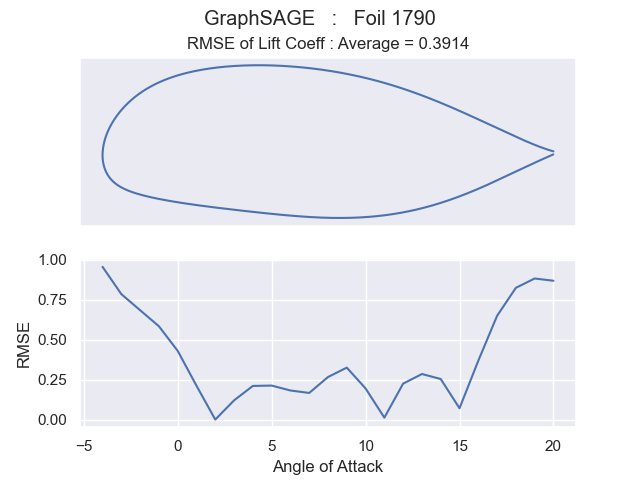 GraphSAGE   :   Foil 1790
RMSE of Lift Coeff : Average = 0.3914
1.00
0.75
0.50
0.25
0.00
RMSE
−5
0
5
10
15
20
Angle of Attack